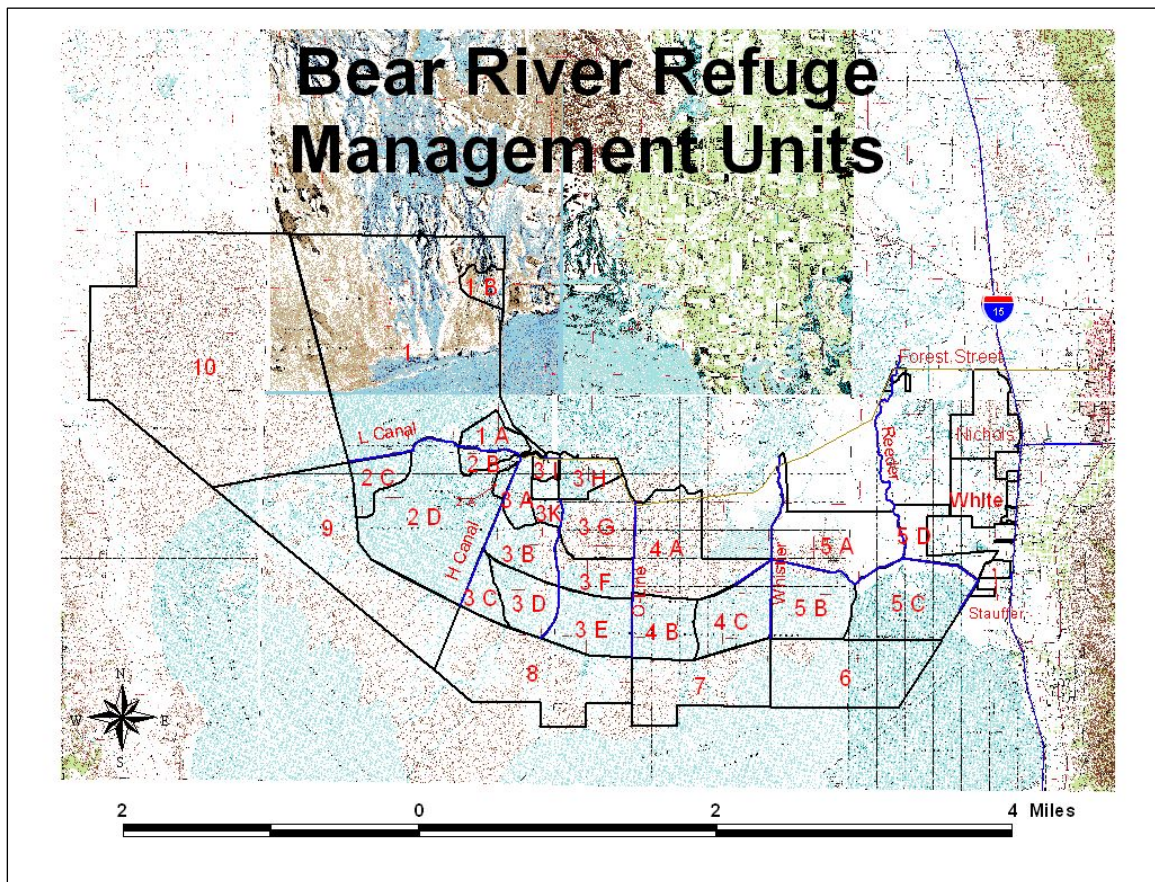 Bear River Refuge
Management Units
1 B
15
1
Forest Street
10
L Canal
1 A
Reeder
Nichols
2 B
2 C
3 I
3 H
3 A
White
2 D
3K
9
3 G
H Canal
4 A
5 A
5 D
3 B
3 F
Whistler
3 C
3 D
O Line
5 B
5 C
Stauffer
3 E
4 B
4 C
8
7
6
N
W
E
S
2
0
2
4 Miles